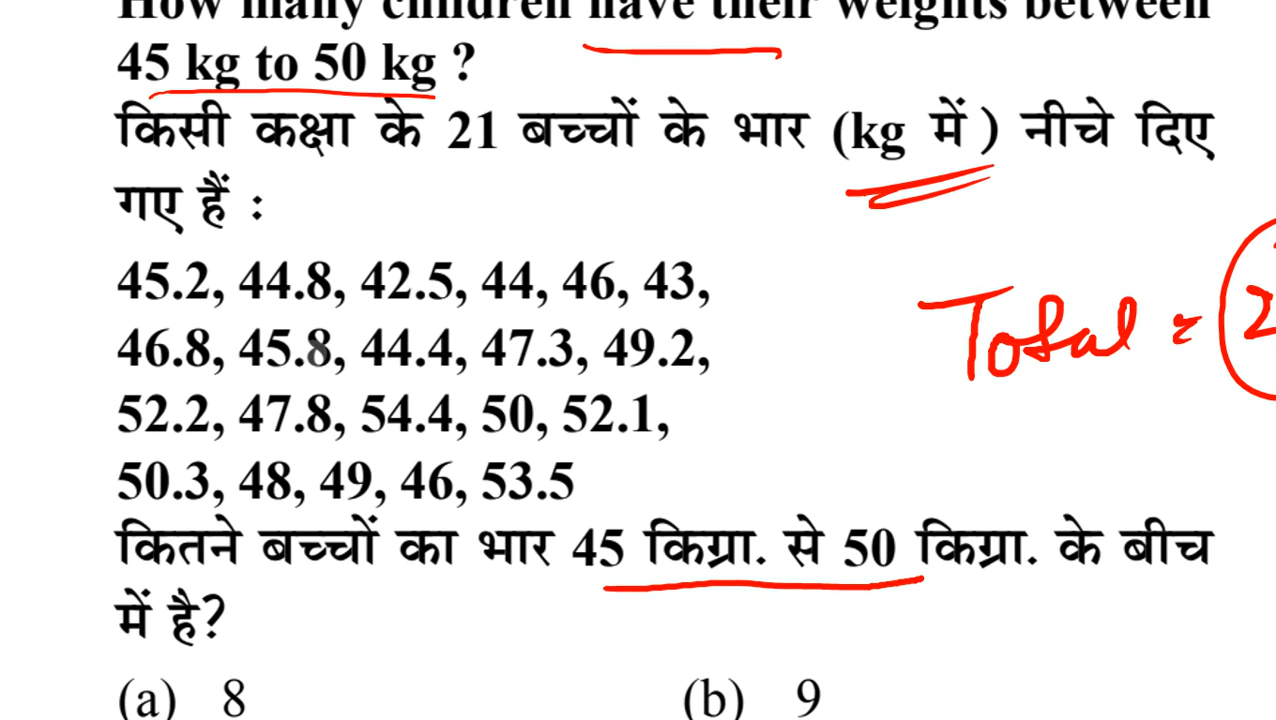 How many children have their weights between
45 kg to 50 kg ?
किसी कक्षा के 21 बच्चों के भार (kg में ) नीचे दिए
गए हैं :
45.2, 44.8, 42.5, 44, 46, 43,
46.8, 45.8, 44.4, 47.3, 49.2,
Total = 2
52.2, 47.8, 54.4, 50, 52.1,
50.3, 48, 49, 46, 53.5
कितने बच्चों का भार 45 किग्रा. से 50 किग्रा. के बीच
में है?
(a) 8 (b) 9